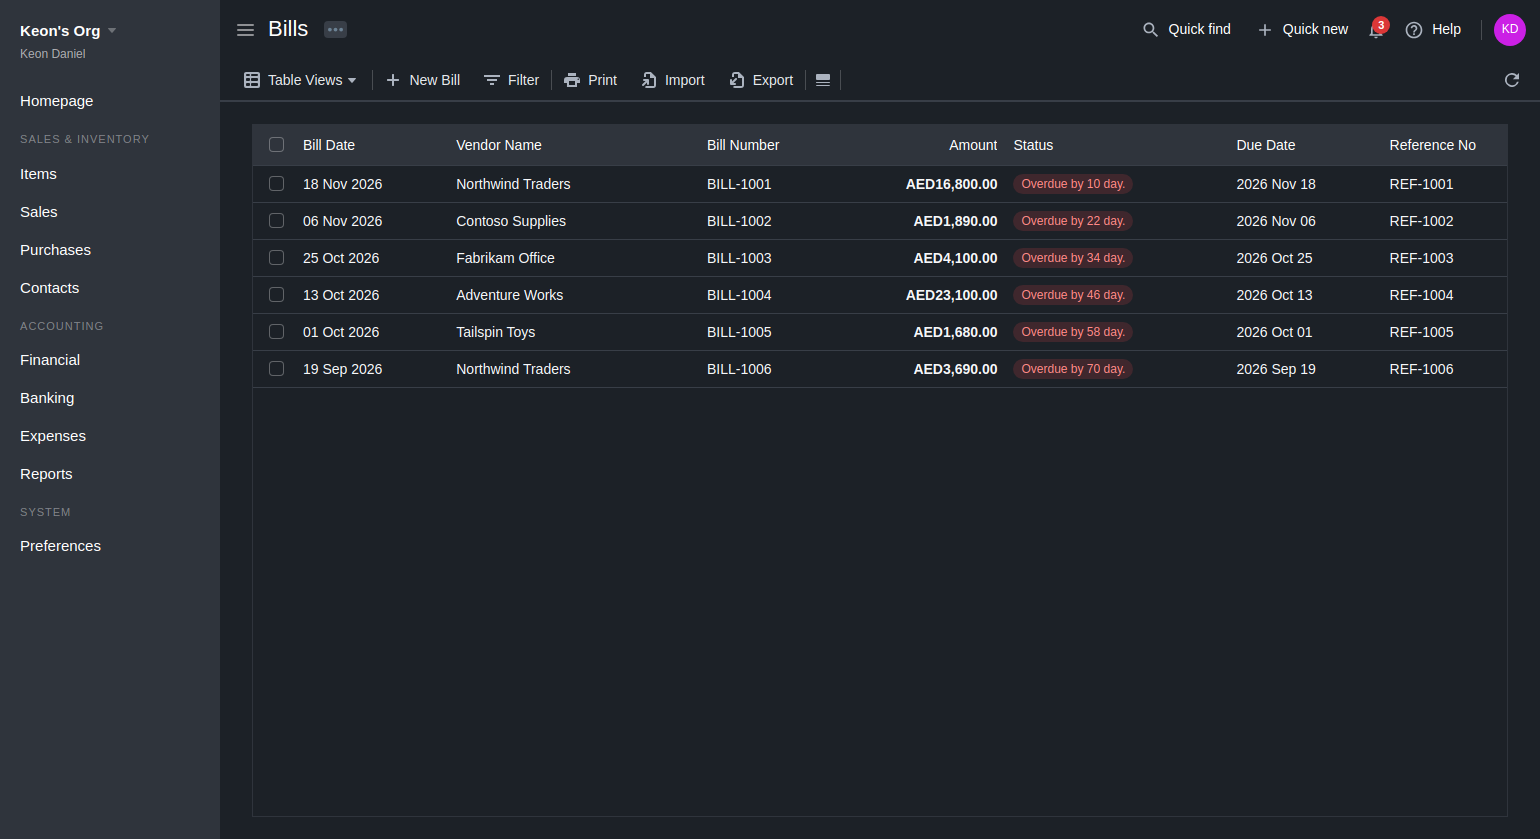 Keon's Org
Keon Daniel
Homepage
SALES & INVENTORY
Items
Sales
Purchases
Contacts
ACCOUNTING
Financial
Banking
Expenses
Reports
SYSTEM
Preferences
Bills
Quick find
Quick new
3
Help
KD
Table Views
New Bill
Filter
Print
Import
Export
Bill Date Vendor Name Bill Number Amount Status Due Date Reference No
18 Nov 2026 Northwind Traders BILL-1001 AED16,800.00 Overdue by 10 day. 2026 Nov 18 REF-1001
06 Nov 2026 Contoso Supplies BILL-1002 AED1,890.00 Overdue by 22 day. 2026 Nov 06 REF-1002
25 Oct 2026 Fabrikam Office BILL-1003 AED4,100.00 Overdue by 34 day. 2026 Oct 25 REF-1003
13 Oct 2026 Adventure Works BILL-1004 AED23,100.00 Overdue by 46 day. 2026 Oct 13 REF-1004
01 Oct 2026 Tailspin Toys BILL-1005 AED1,680.00 Overdue by 58 day. 2026 Oct 01 REF-1005
19 Sep 2026 Northwind Traders BILL-1006 AED3,690.00 Overdue by 70 day. 2026 Sep 19 REF-1006